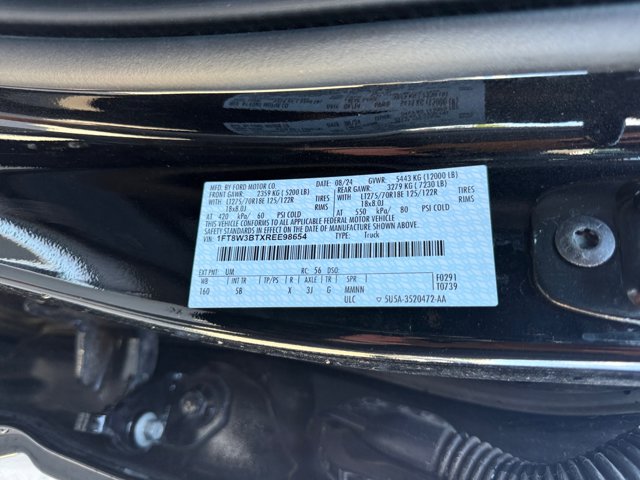 MFD. BY FORD MOTOR CO. DATE: 08/24 GVWR: 5443 KG (12000 LB)
FRONT GAWR: 2359 KG (5200 LB) REAR GAWR: 3279 KG (7230 LB)
WITH LT275/70R18E 125/122R TIRES WITH LT275/70R18E 125/122R TIRES
18x8.0J RIMS 18x8.0J RIMS
AT 420 kPa/ 60 PSI COLD AT 550 kPa/ 80 PSI COLD
THIS VEHICLE CONFORMS TO ALL APPLICABLE FEDERAL MOTOR VEHICLE
SAFETY STANDARDS IN EFFECT ON THE DATE OF MANUFACTURE SHOWN ABOVE.
VIN: 1FT8W3BTXREE98654 TYPE: Truck
EXT PNT: UM RC: 56 DSO: F0291
WB INT TR TP/PS R AXLE TR SPR T0739
160 5B X 3J G MMNN
ULC 5U5A-3520472-AA